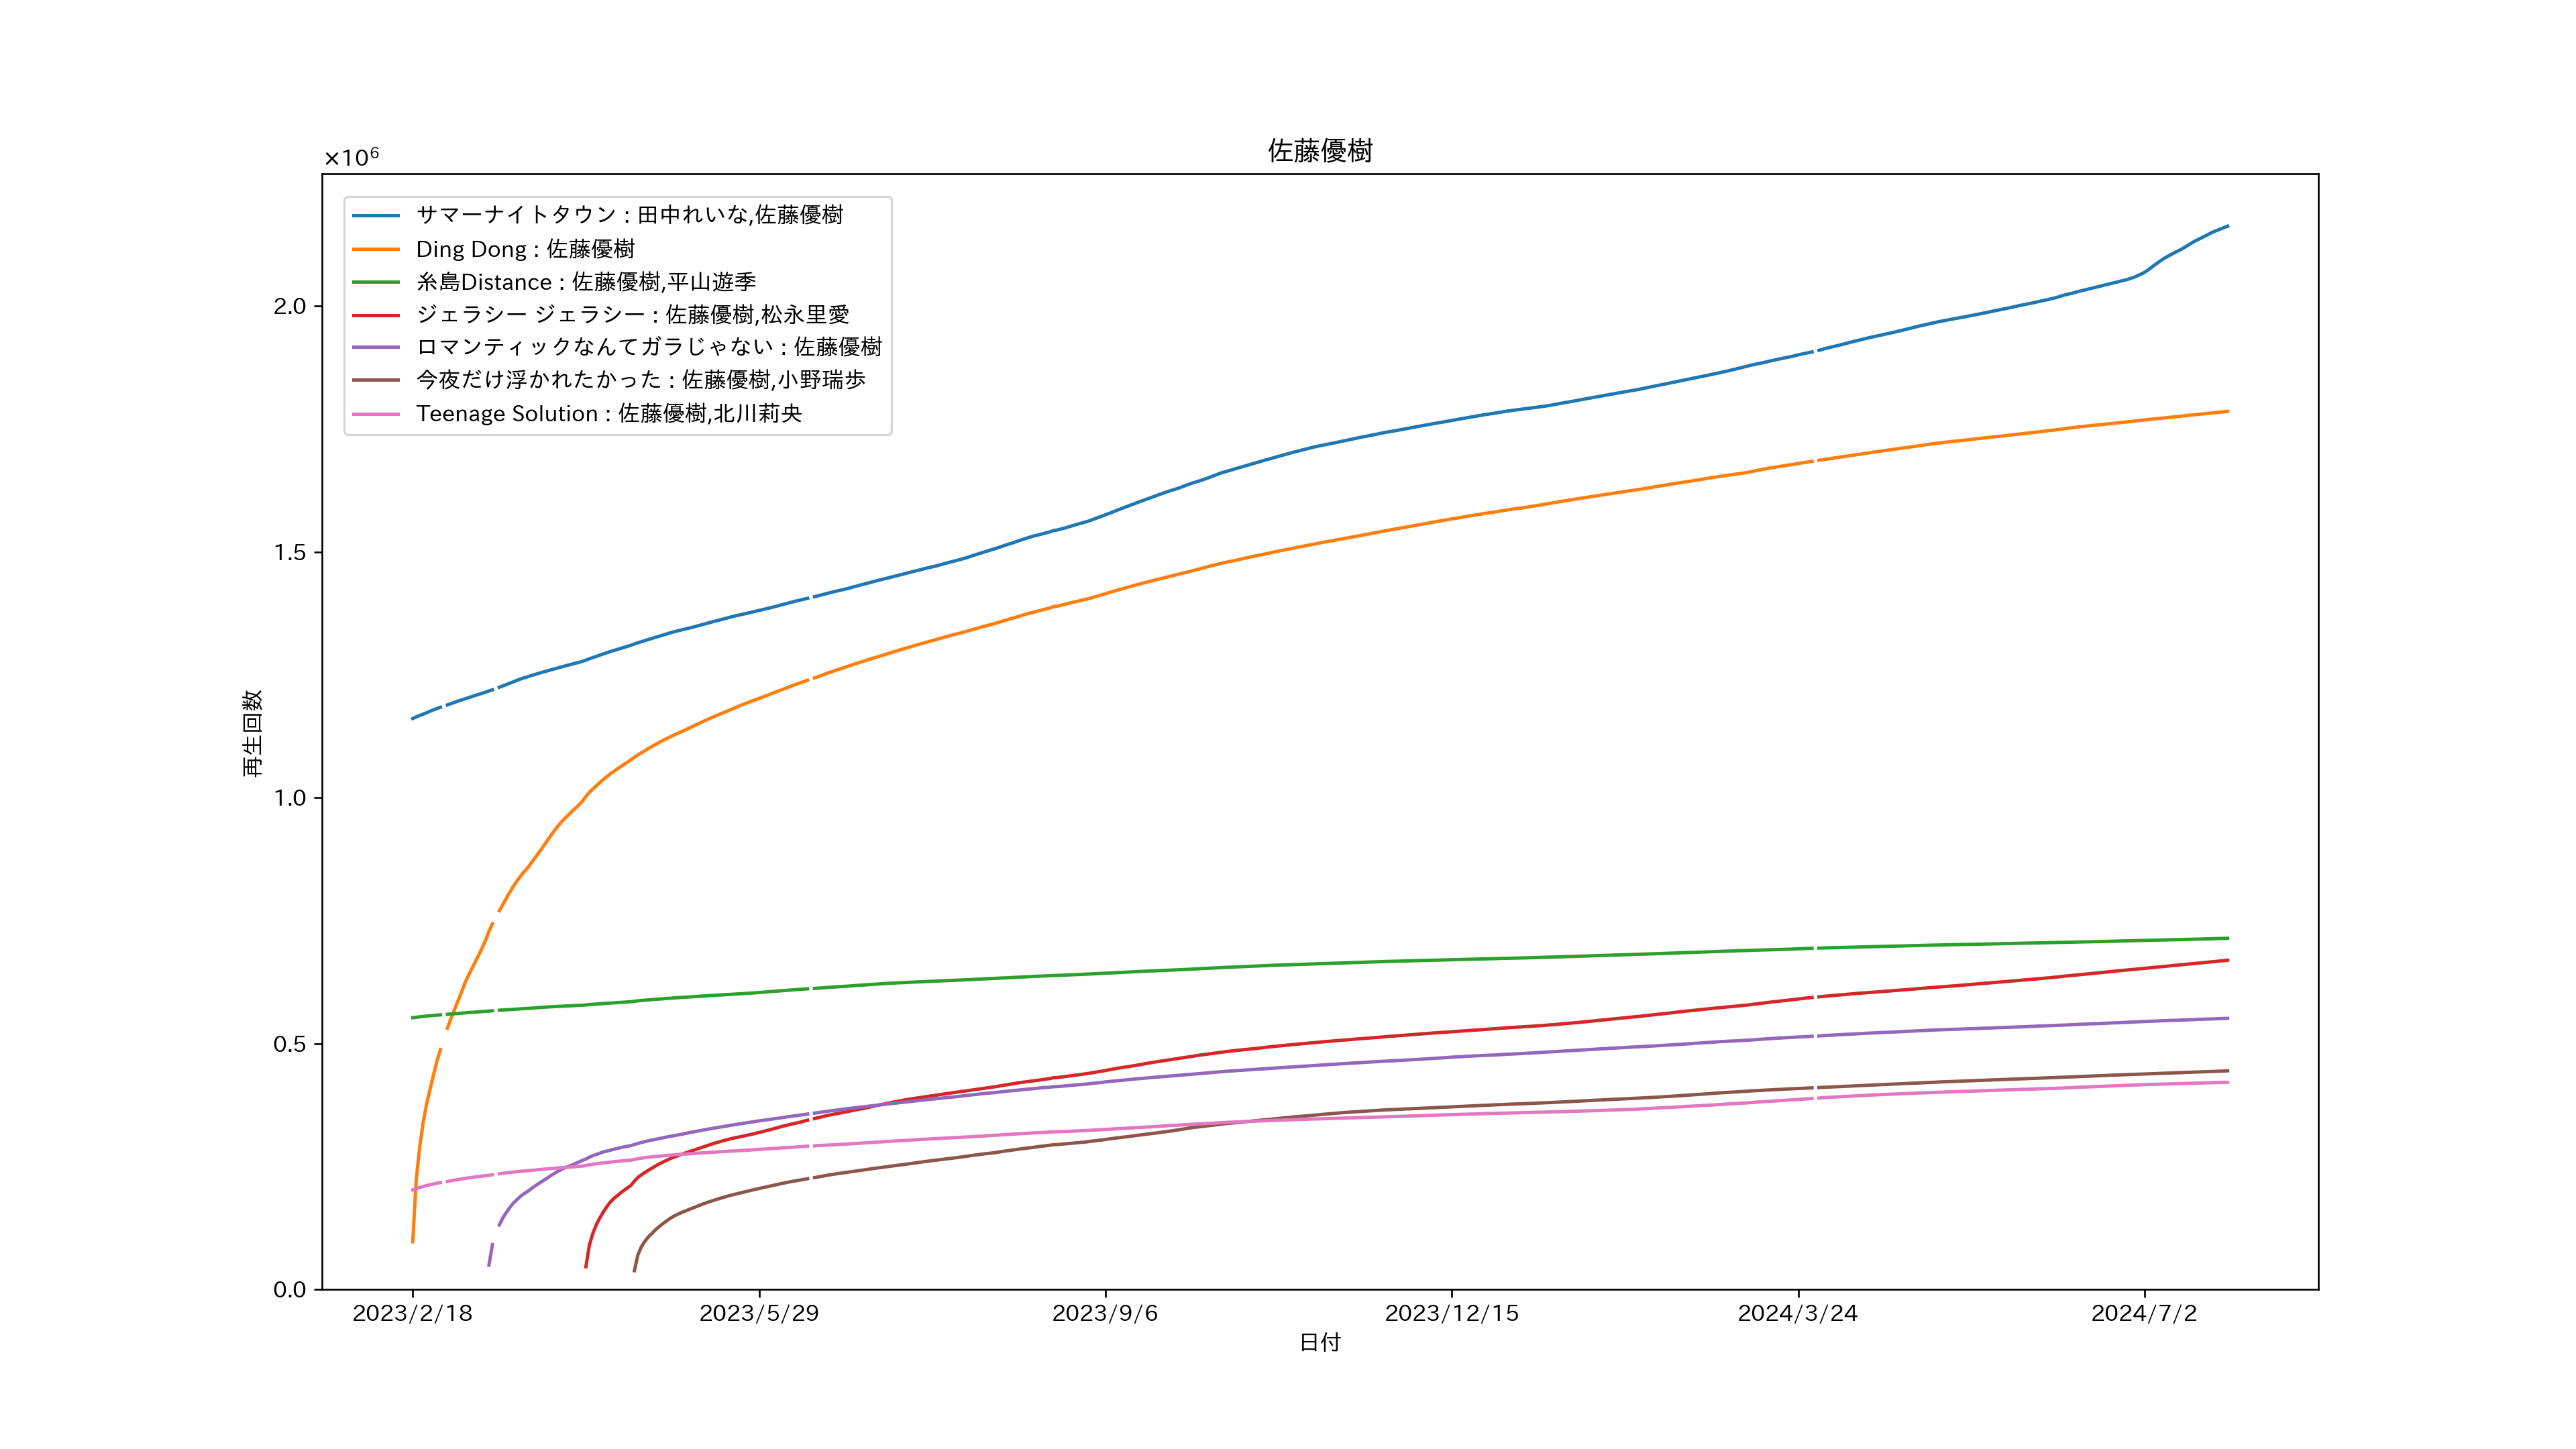 佐藤優樹
×10⁶
サマーナイトタウン : 田中れいな,佐藤優樹
Ding Dong : 佐藤優樹
糸島Distance : 佐藤優樹,平山遊季
ジェラシー ジェラシー : 佐藤優樹,松永里愛
ロマンティックなんてガラじゃない : 佐藤優樹
今夜だけ浮かれたかった : 佐藤優樹,小野瑞歩
Teenage Solution : 佐藤優樹,北川莉央
2.0
1.5
1.0
0.5
0.0
再生回数
2023/2/18 2023/5/29 2023/9/6 2023/12/15 2024/3/24 2024/7/2
日付